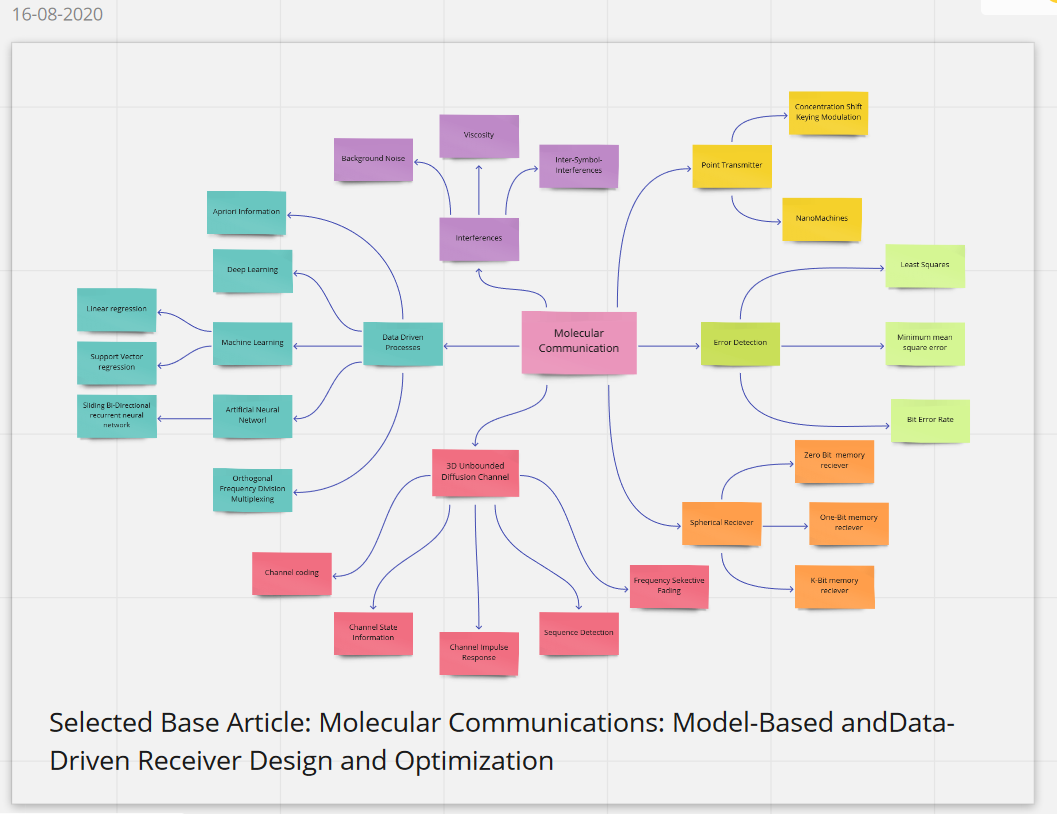 16-08-2020
Concentration Shift
Keying Modulation
Viscosity
Background Noise
Inter-Symbol-
Interferences
Point Transmitter
Apriori Information
NanoMachines
Interferences
Deep Learning
Least Squares
Linear regression
Machine Learning
Data Driven
Processes
Molecular
Communication
Error Detection
Minimum mean
square error
Support Vector
regression
Sliding Bi-Directional
recurrent neural
network
Artificial Neural
Networl
Bit Error Rate
3D Unbounded
Diffusion Channel
Zero Bit memory
reciever
Orthogonal
Frequency Division
Multiplexing
Spherical Reciever
One-Bit memory
reciever
Channel coding
Frequency Sekective
Fading
K-Bit memory
reciever
Channel State
Information
Channel Impulse
Response
Sequence Detection
Selected Base Article: Molecular Communications: Model-Based andData-
Driven Receiver Design and Optimization